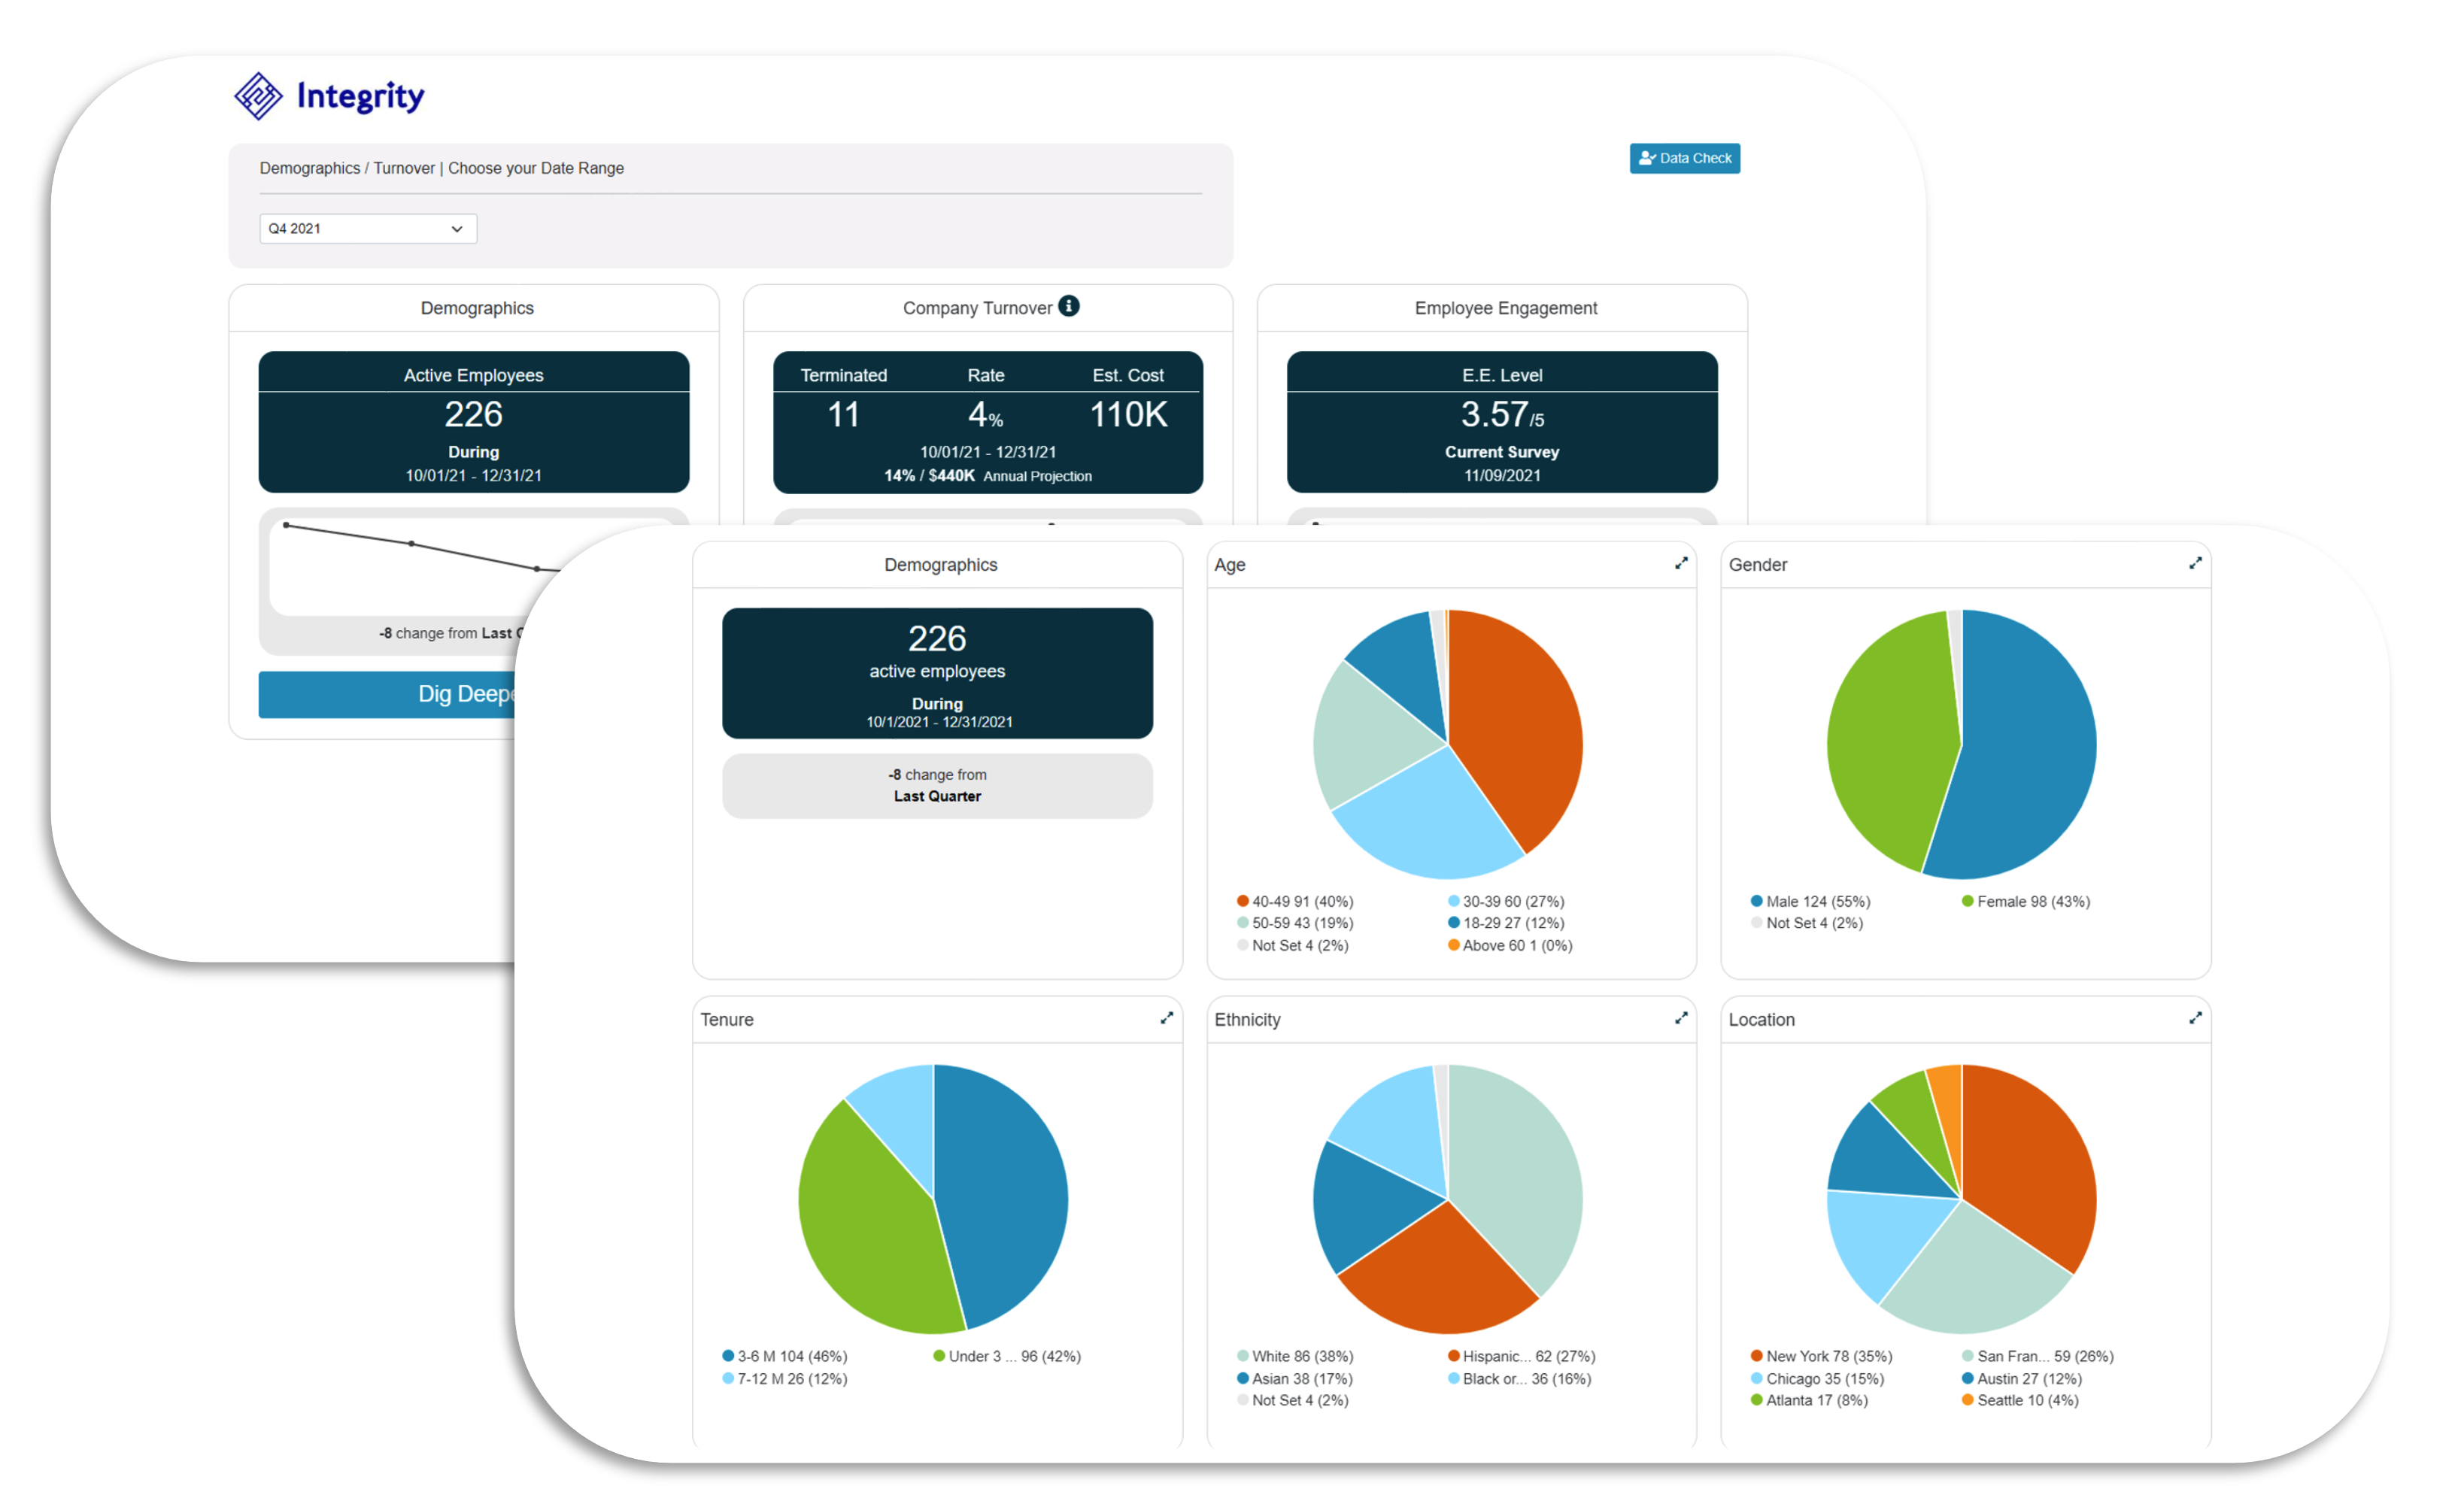 Integrity
Demographics / Turnover | Choose your Date Range
Data Check
Q4 2021
Demographics
Company Turnover
Employee Engagement
Active Employees
226
During
10/01/21 - 12/31/21
Terminated Rate Est. Cost
11 4% 110K
10/01/21 - 12/31/21
14% / $440K Annual Projection
E.E. Level
3.57/5
Current Survey
11/09/2021
-8 change from Last
Dig
Demographics
226
active employees
During
10/1/2021 - 12/31/2021
-8 change from
Last Quarter
Age
40-49 91 (40%) 30-39 60 (27%)
50-59 43 (19%) 18-29 27 (12%)
Not Set 4 (2%) Above 60 1 (0%)
Gender
Male 124 (55%) Female 98 (43%)
Not Set 4 (2%)
Tenure
3-6 M 104 (46%) Under 3 ... 96 (42%)
7-12 M 26 (12%)
Ethnicity
White 86 (38%) Hispanic... 62 (27%)
Asian 38 (17%) Black or... 36 (16%)
Not Set 4 (2%)
Location
New York 78 (35%) San Fran... 59 (26%)
Chicago 35 (15%) Austin 27 (12%)
Atlanta 17 (8%) Seattle 10 (4%)